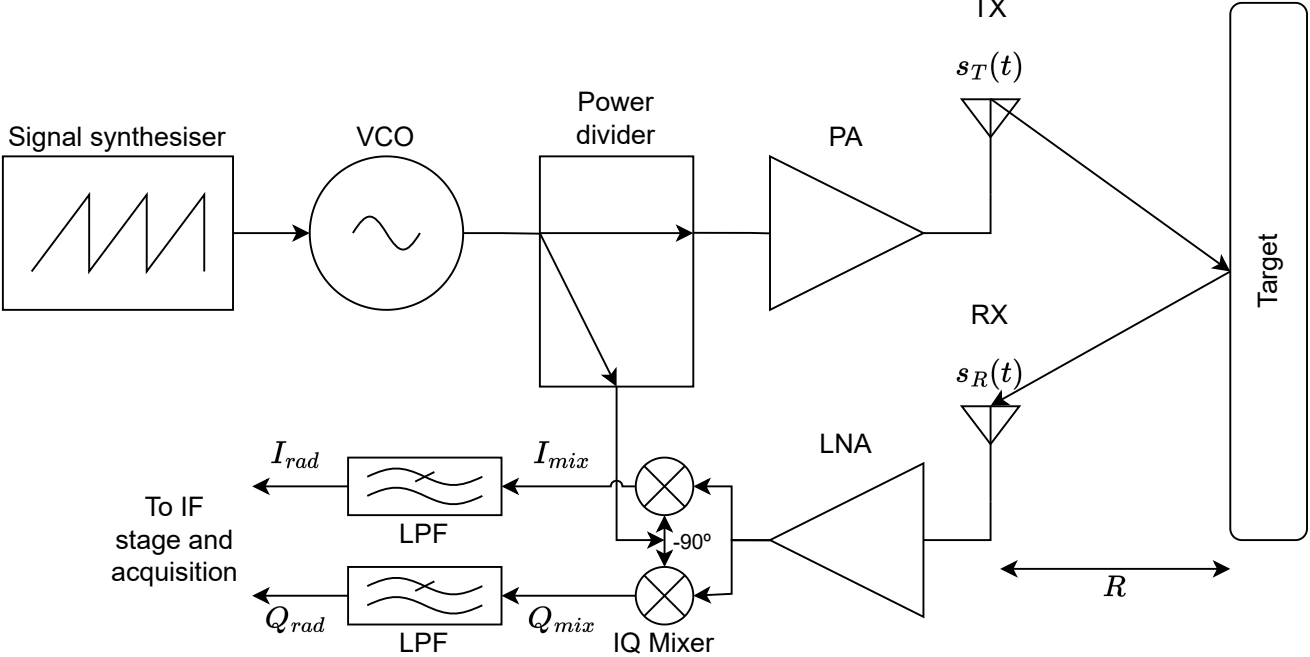 TX
s_T(t)
Power
divider
Signal synthesiser
VCO
PA
Target
RX
s_R(t)
LNA
I_rad
I_mix
To IF
stage and
acquisition
LPF
-90º
R
Q_rad
Q_mix
LPF
IQ Mixer